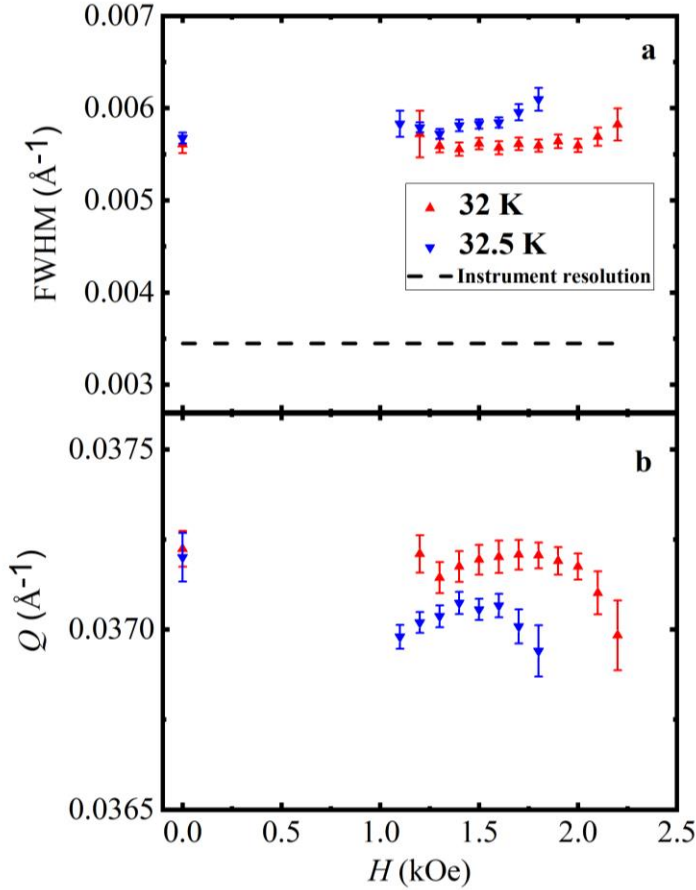 a
0.007
0.006
0.005
0.004
0.003
FWHM (Å-1)
32 K
32.5 K
Instrument resolution
b
0.0375
0.0370
0.0365
Q (Å-1)
0.0 0.5 1.0 1.5 2.0 2.5
H (kOe)